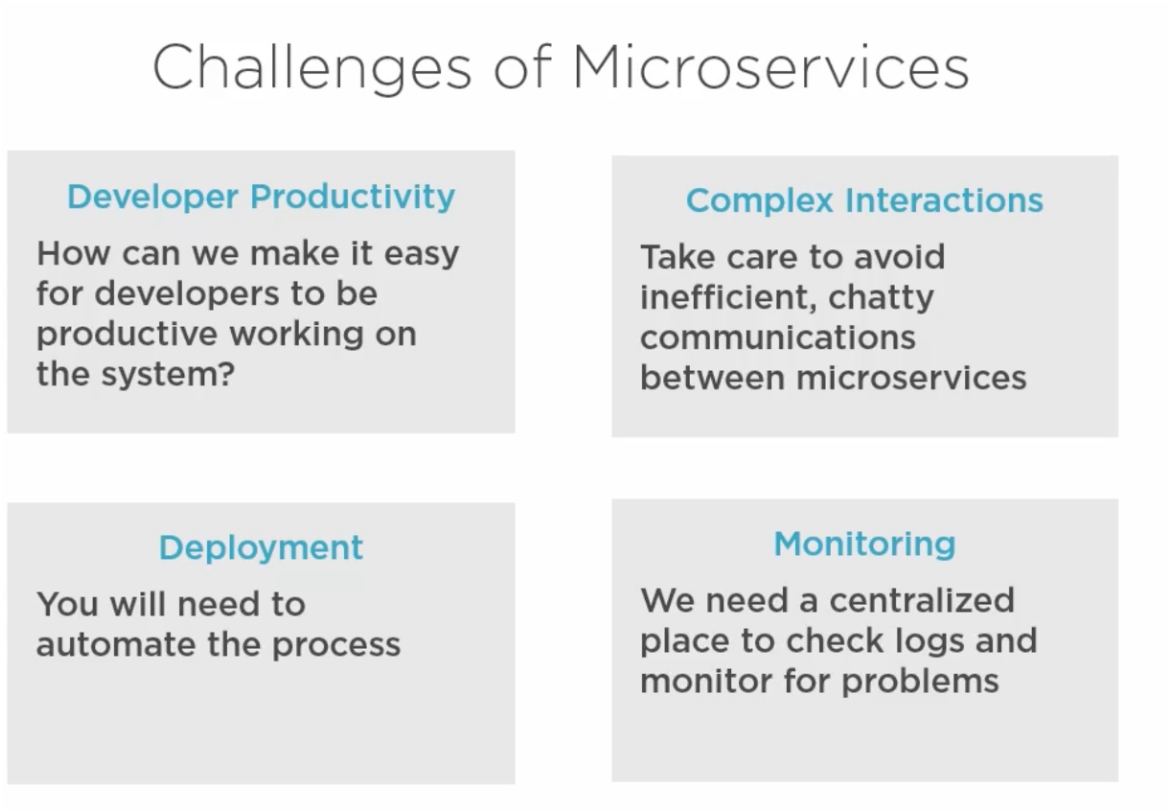 Challenges of Microservices
Developer Productivity
How can we make it easy
for developers to be
productive working on
the system?
Complex Interactions
Take care to avoid
inefficient, chatty
communications
between microservices
Deployment
You will need to
automate the process
Monitoring
We need a centralized
place to check logs and
monitor for problems